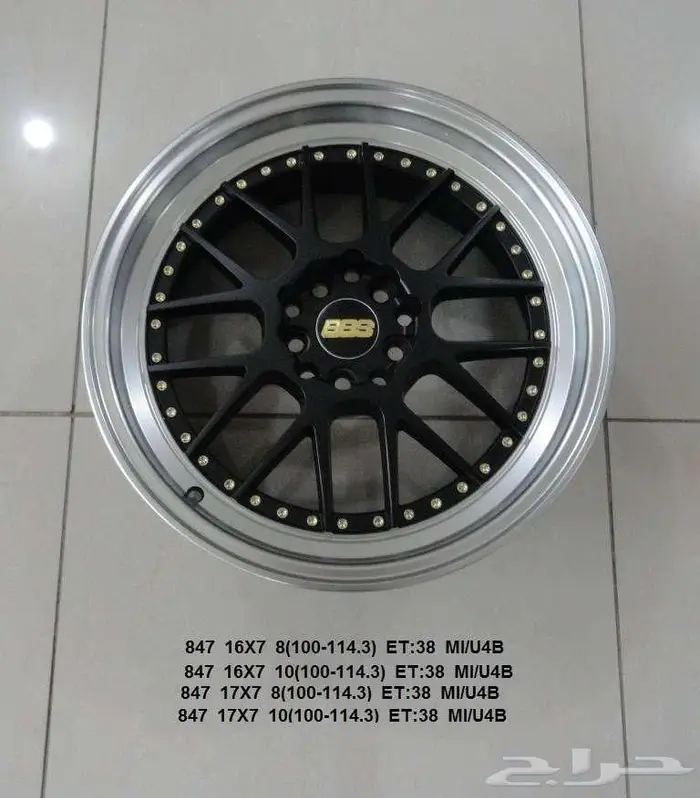 BBS
847 16X7 8(100-114.3) ET:38 MI/U4B
847 16X7 10(100-114.3) ET:38 MI/U4B
847 17X7 8(100-114.3) ET:38 MI/U4B
847 17X7 10(100-114.3) ET:38 MI/U4B
حراج